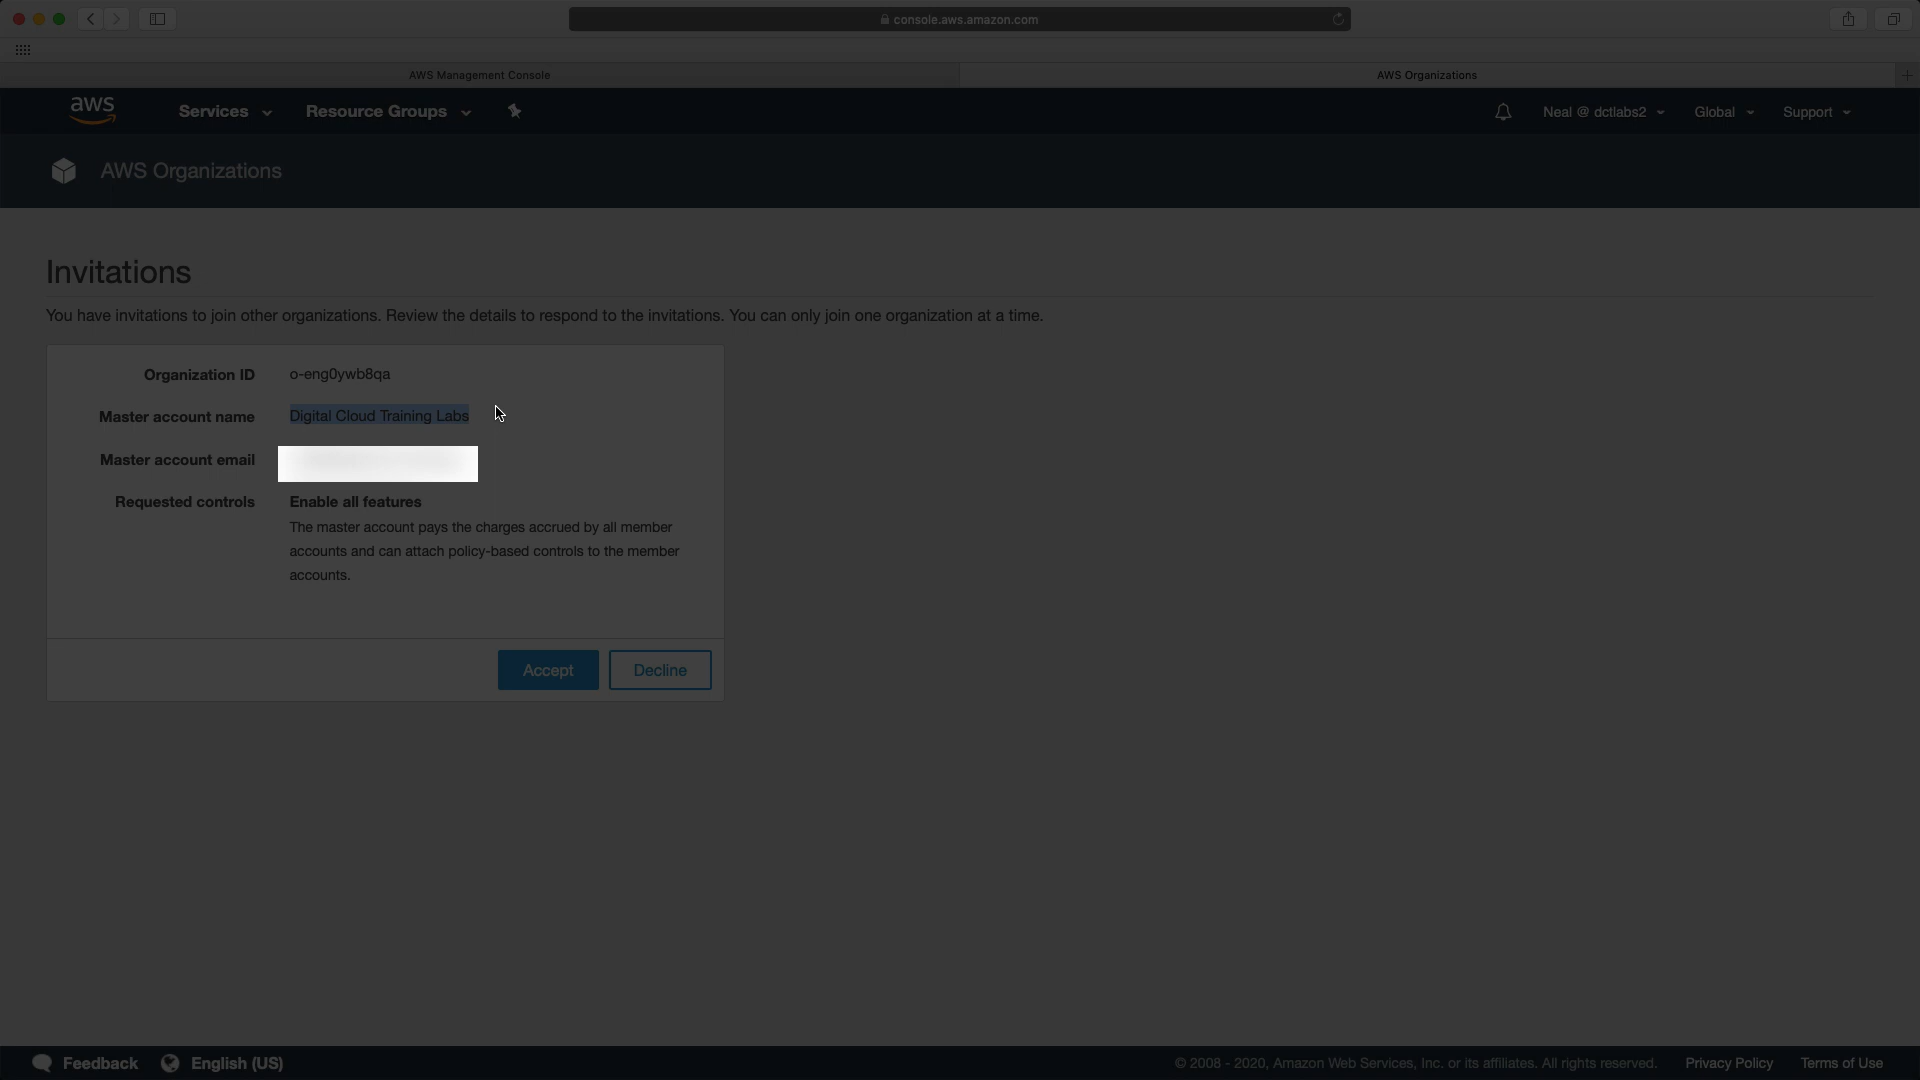 console.aws.amazon.com
AWS Management Console
AWS Organizations
aws
Services
Resource Groups
Neal @ dctlabs2
Global
Support
AWS Organizations
Invitations
You have invitations to join other organizations. Review the details to respond to the invitations. You can only join one organization at a time.
Organization ID
o-eng0ywb8qa
Master account name
Digital Cloud Training Labs
Master account email
Requested controls
Enable all features
The master account pays the charges accrued by all member
accounts and can attach policy-based controls to the member
accounts.
Accept
Decline
Feedback
English (US)
© 2008 - 2020, Amazon Web Services, Inc. or its affiliates. All rights reserved.
Privacy Policy
Terms of Use